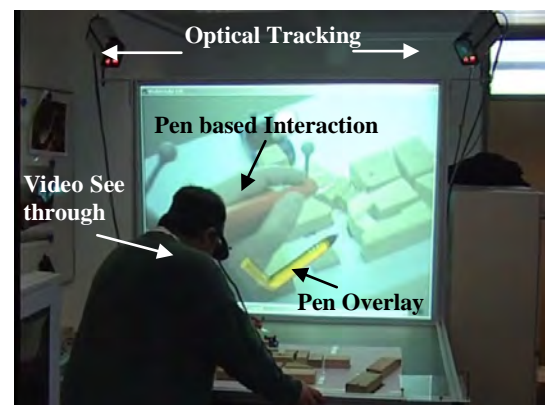 Optical Tracking
Pen based Interaction
Video See
through
Pen Overlay